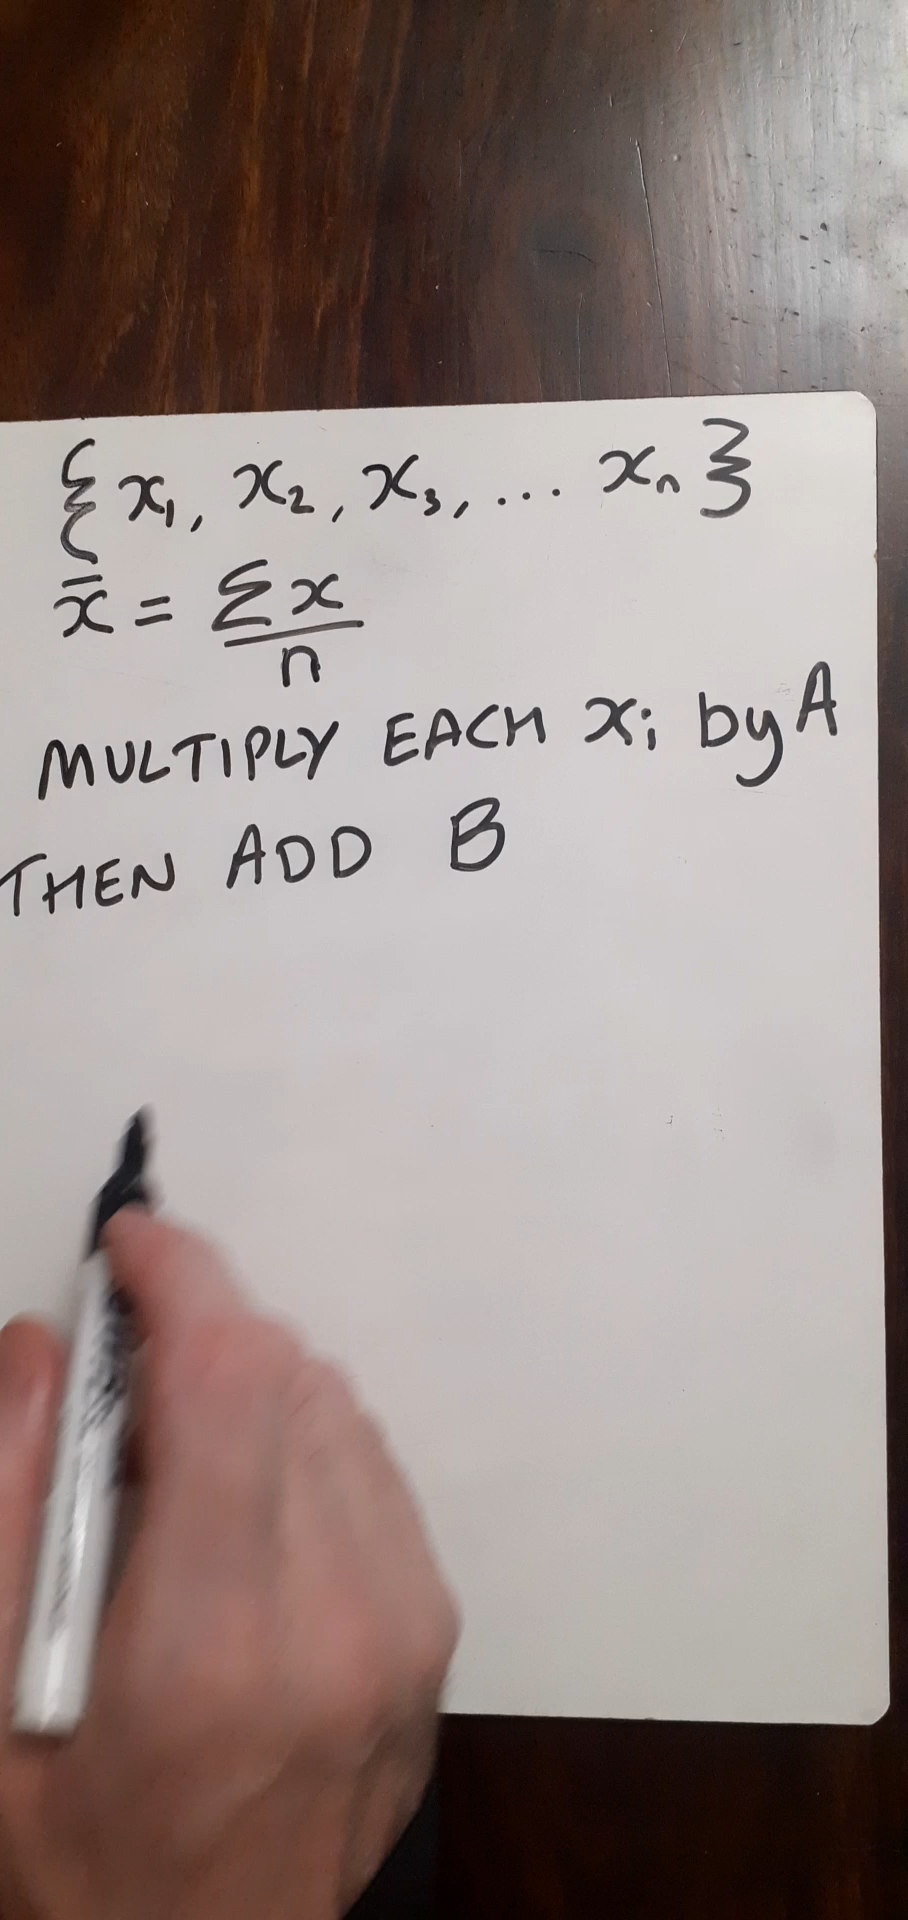 {x₁, x₂, x₃, ... xₙ}
x̄ = Σx
n
MULTIPLY EACH xᵢ by A
THEN ADD B